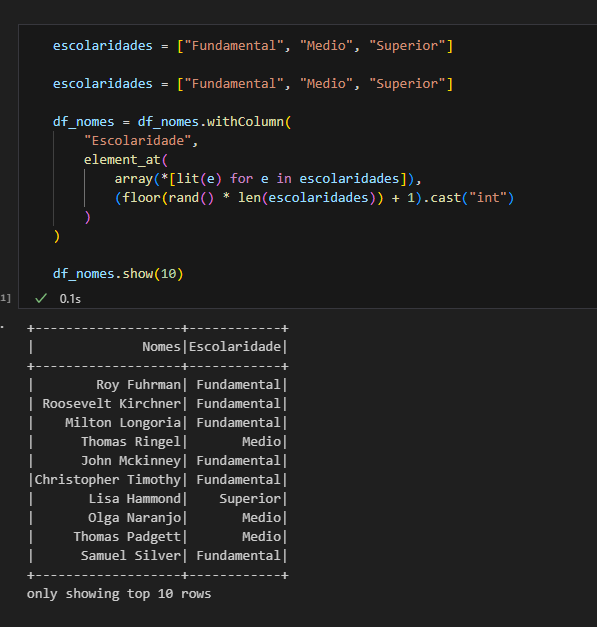 escolaridades = ["Fundamental", "Medio", "Superior"]
escolaridades = ["Fundamental", "Medio", "Superior"]
df_nomes = df_nomes.withColumn(
    "Escolaridade",
    element_at(
        array(*[lit(e) for e in escolaridades]),
        (floor(rand() * len(escolaridades)) + 1).cast("int")
    )
)
df_nomes.show(10)
1] ✓ 0.1s
+-------------------+------------+
|              Nomes|Escolaridade|
+-------------------+------------+
|        Roy Fuhrman| Fundamental|
| Roosevelt Kirchner| Fundamental|
|    Milton Longoria| Fundamental|
|      Thomas Ringel|       Medio|
|      John Mckinney| Fundamental|
|Christopher Timothy| Fundamental|
|       Lisa Hammond|    Superior|
|       Olga Naranjo|       Medio|
|     Thomas Padgett|       Medio|
|      Samuel Silver| Fundamental|
+-------------------+------------+
only showing top 10 rows